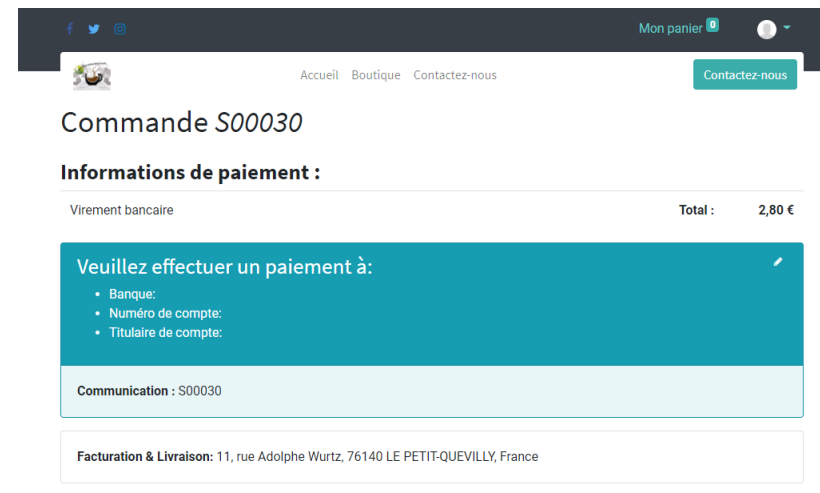 Mon panier 0
Accueil Boutique Contactez-nous Contactez-nous
Commande S00030
Informations de paiement :
Virement bancaire Total : 2,80 €
Veuillez effectuer un paiement à:
Banque:
Numéro de compte:
Titulaire de compte:
Communication : S00030
Facturation & Livraison: 11, rue Adolphe Wurtz, 76140 LE PETIT-QUEVILLY, France